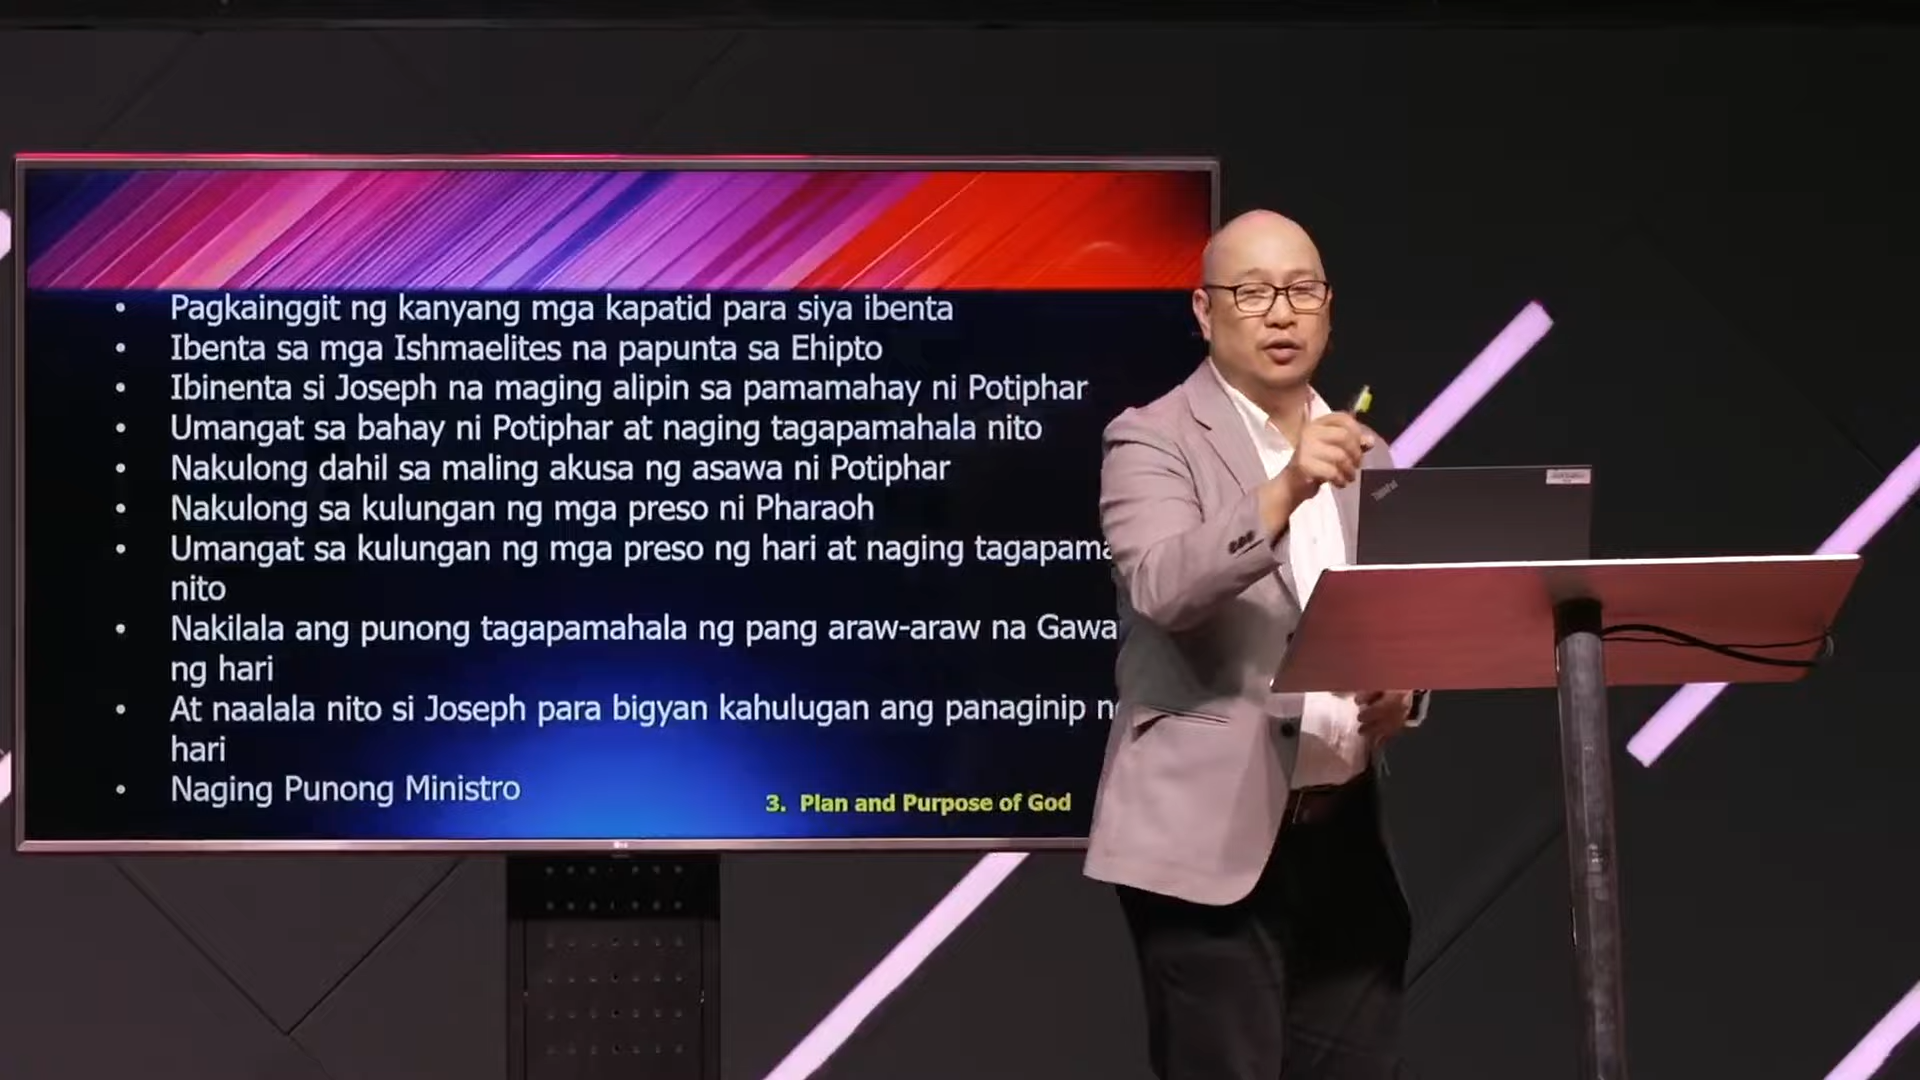 • Pagkainggit ng kanyang mga kapatid para siya ibenta
• Ibenta sa mga Ishmaelites na papunta sa Ehipto
• Ibinenta si Joseph na maging alipin sa pamamahay ni Potiphar
• Umangat sa bahay ni Potiphar at naging tagapamahala nito
• Nakulong dahil sa maling akusa ng asawa ni Potiphar
• Nakulong sa kulungan ng mga preso ni Pharaoh
• Umangat sa kulungan ng mga preso ng hari at naging
nito
• Nakilala ang punong tagapamahala ng pang araw-araw na Gawa
ng hari
• At naalala nito si Joseph para bigyan kahulugan ang panaginip
hari
• Naging Punong Ministro
3. Plan and Purpose of God
ThinkPad
LG